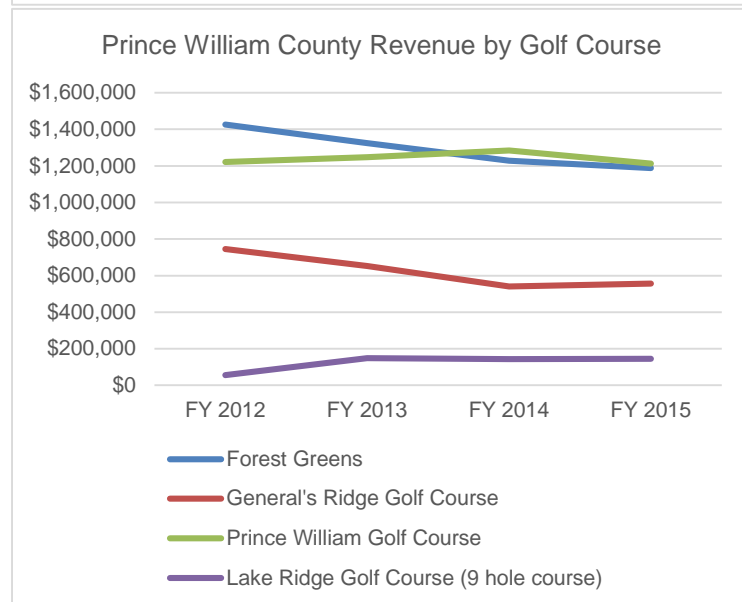 Prince William County Revenue by Golf Course
$1,600,000
$1,400,000
$1,200,000
$1,000,000
$800,000
$600,000
$400,000
$200,000
$0
FY 2012 FY 2013 FY 2014 FY 2015
Forest Greens
General's Ridge Golf Course
Prince William Golf Course
Lake Ridge Golf Course (9 hole course)